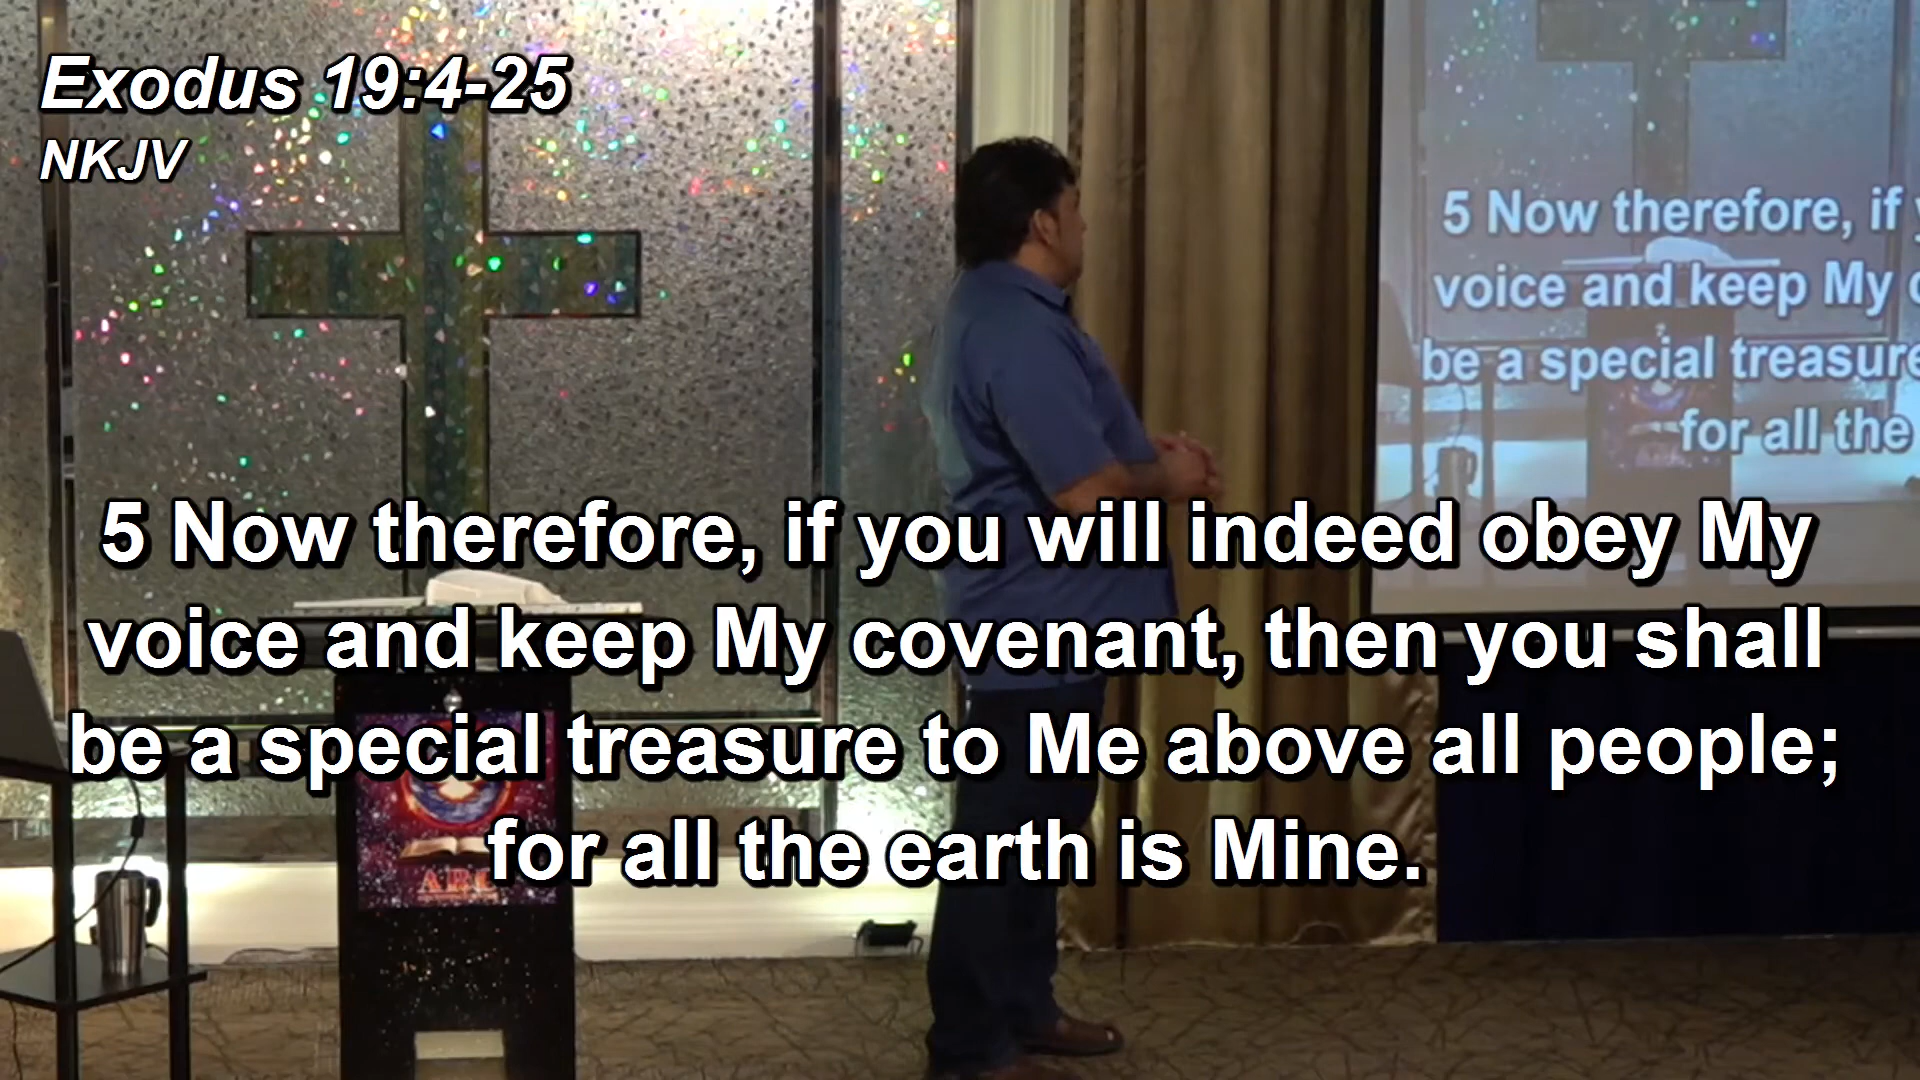 Exodus 19:4-25
NKJV
5 Now therefore, if
voice and keep My
be a special treasure
for all the
5 Now therefore, if you will indeed obey My
voice and keep My covenant, then you shall
be a special treasure to Me above all people;
for all the earth is Mine.